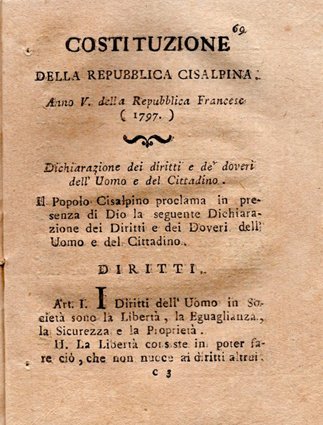 69
COSTITUZIONE
DELLA REPUBBLICA CISALPINA.
Anno V. della Repubblica Francese
( 1797. )
Dichiarazione dei diritti e de' doveri
dell' Uomo e del Cittadino.
Il Popolo Cisalpino proclama in pre-
senza di Dio la seguente Dichiara-
zione dei Diritti e dei Doveri dell'
Uomo e del Cittadino.
DIRITTI.
Art. I. I Diritti dell' Uomo in So-
cietà sono la Libertà, la Eguaglianza,
la Sicurezza e la Proprietà.
II. La Libertà consiste in poter fa-
re ciò, che non nuoce ai diritti altrui.
C 3